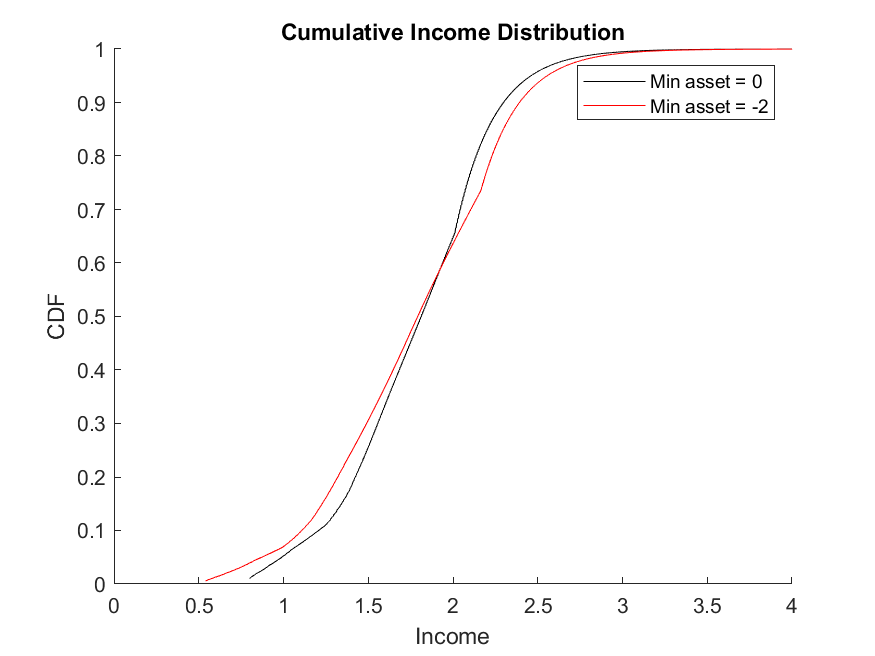 Cumulative Income Distribution
1
0.9
0.8
0.7
0.6
0.5
0.4
0.3
0.2
0.1
0
CDF
Min asset = 0
Min asset = -2
0 0.5 1 1.5 2 2.5 3 3.5 4
Income